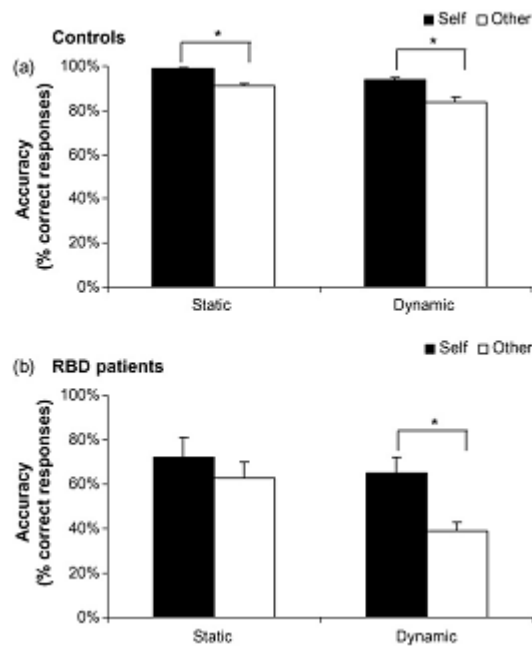 ■ Self □ Other
Controls
*
*
(a)
100%
80%
60%
40%
20%
0%
Accuracy
(% correct responses)
Static Dynamic
■ Self □ Other
(b) RBD patients
*
100%
80%
60%
40%
20%
0%
Accuracy
(% correct responses)
Static Dynamic